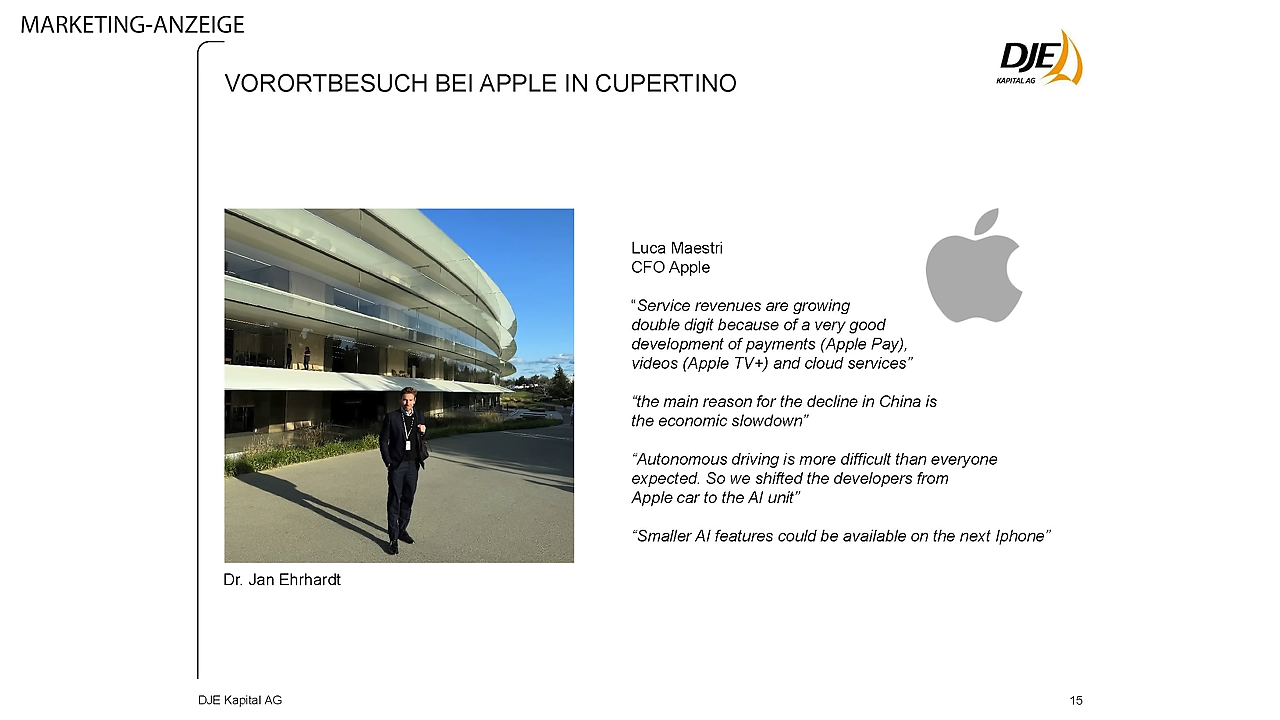 MARKETING-ANZEIGE
DJE
KAPITAL AG
VORORTBESUCH BEI APPLE IN CUPERTINO
Luca Maestri
CFO Apple
“Service revenues are growing
double digit because of a very good
development of payments (Apple Pay),
videos (Apple TV+) and cloud services”
“the main reason for the decline in China is
the economic slowdown”
“Autonomous driving is more difficult than everyone
expected. So we shifted the developers from
Apple car to the AI unit”
“Smaller AI features could be available on the next Iphone”
Dr. Jan Ehrhardt
DJE Kapital AG
15